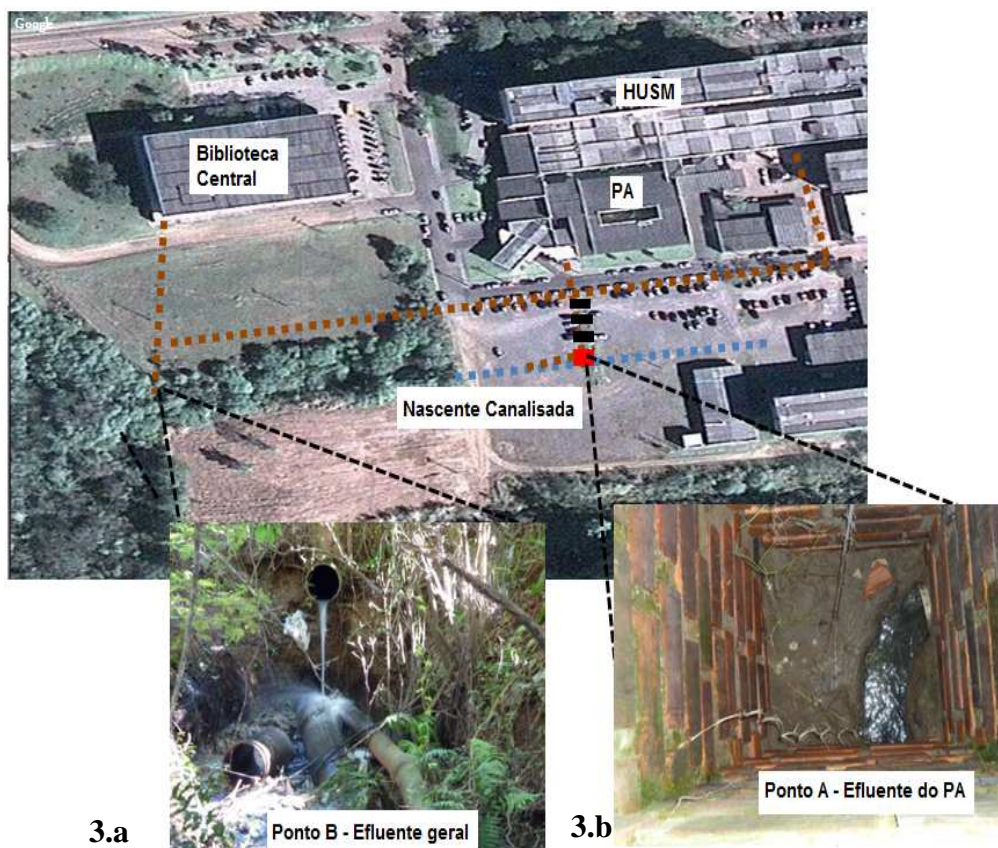 Google
HUSM
Biblioteca
Central
PA
Nascente Canalisada
Ponto A - Efluente do PA
3.a
Ponto B - Efluente geral
3.b